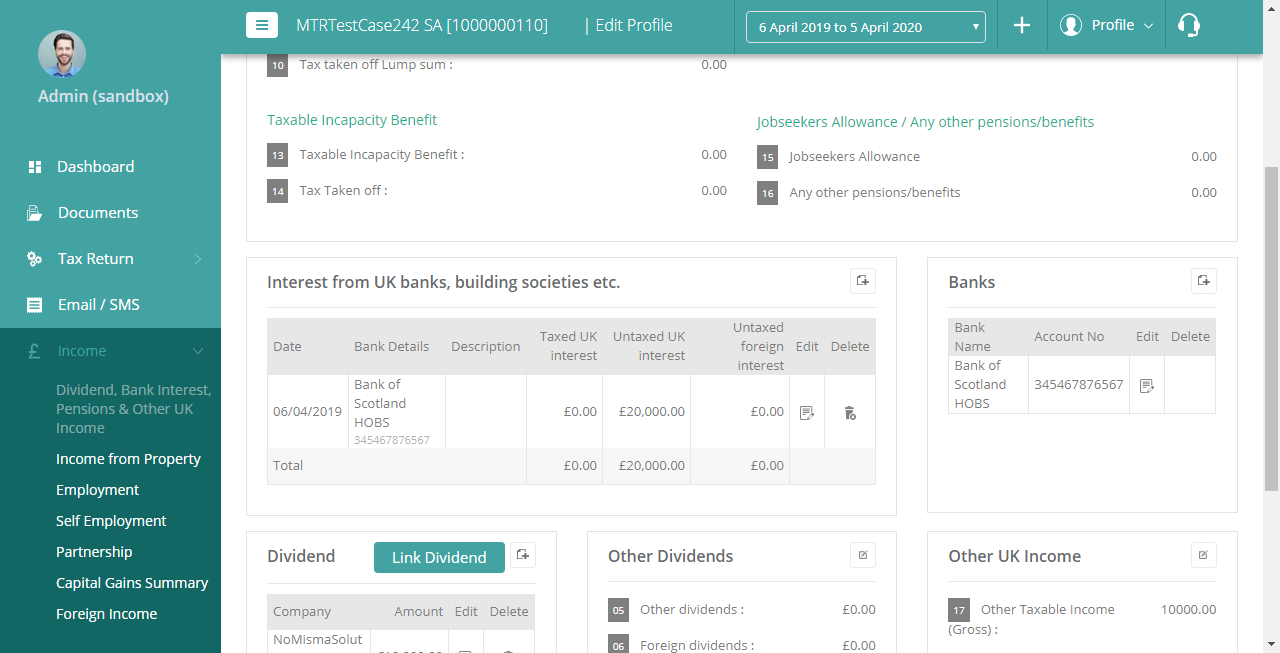 MTRTestCase242 SA [1000000110] | Edit Profile
6 April 2019 to 5 April 2020
Profile
Admin (sandbox)
Dashboard
Documents
Tax Return
Email / SMS
Income
Dividend, Bank Interest,
Pensions & Other UK
Income
Income from Property
Employment
Self Employment
Partnership
Capital Gains Summary
Foreign Income
10 Tax taken off Lump sum : 0.00
Taxable Incapacity Benefit
13 Taxable Incapacity Benefit : 0.00
14 Tax Taken off : 0.00
Jobseekers Allowance / Any other pensions/benefits
15 Jobseekers Allowance 0.00
16 Any other pensions/benefits 0.00
Interest from UK banks, building societies etc.
Date Bank Details Description Taxed UK interest Untaxed UK interest Untaxed foreign interest Edit Delete
06/04/2019 Bank of Scotland HOBS 345467876567 £0.00 £20,000.00 £0.00
Total £0.00 £20,000.00 £0.00
Banks
Bank Name Account No Edit Delete
Bank of Scotland HOBS 345467876567
Dividend Link Dividend
Company Amount Edit Delete
NoMismaSolut
Other Dividends
05 Other dividends : £0.00
06 Foreign dividends : £0.00
Other UK Income
17 Other Taxable Income 10000.00
(Gross) :